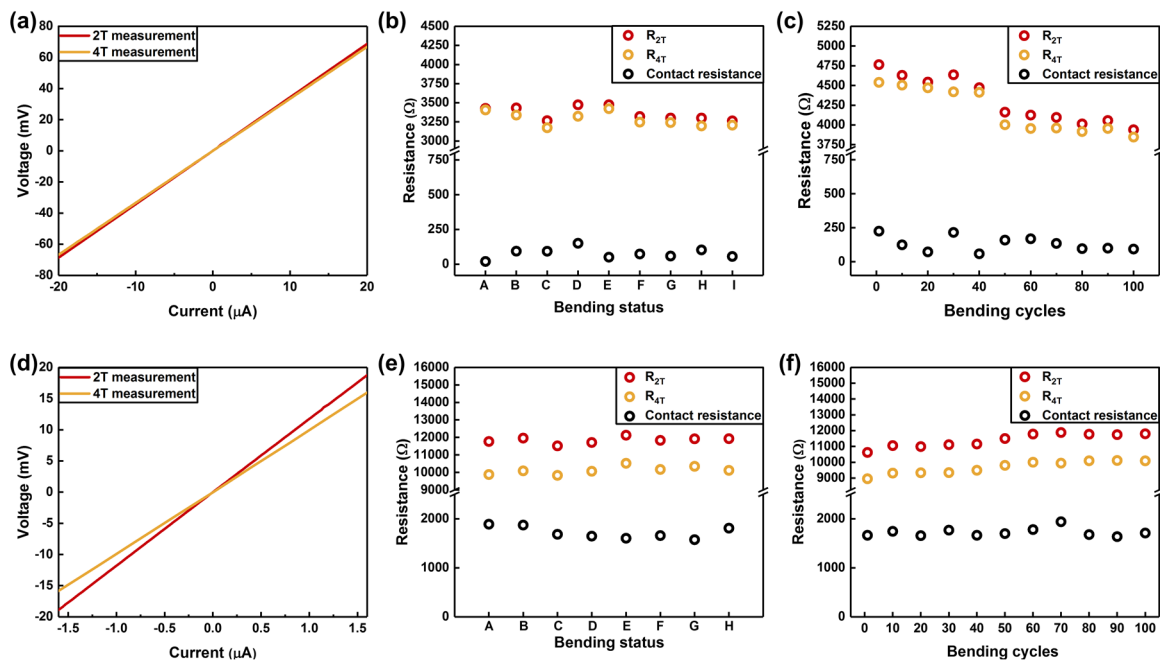 (a)
2T measurement
4T measurement
Voltage (mV)
80
60
40
20
0
-20
-40
-60
-80
-20
-10
0
10
20
Current (μA)
(b)
R2T
R4T
Contact resistance
Resistance (Ω)
4500
4250
4000
3750
3500
3250
3000
750
500
250
0
A B C D E F G H I
Bending status
(c)
R2T
R4T
Contact resistance
Resistance (Ω)
5250
5000
4750
4500
4250
4000
3750
750
500
250
0
0 20 40 60 80 100
Bending cycles
(d)
2T measurement
4T measurement
Voltage (mV)
20
15
10
5
0
-5
-10
-15
-20
-1.5 -1.0 -0.5 0.0 0.5 1.0 1.5
Current (μA)
(e)
R2T
R4T
Contact resistance
Resistance (Ω)
16000
15000
14000
13000
12000
11000
10000
9000
2000
0
A B C D E F G H
Bending status
(f)
R2T
R4T
Contact resistance
Resistance (Ω)
16000
15000
14000
13000
12000
11000
10000
9000
2000
0
0 10 20 30 40 50 60 70 80 90 100
Bending cycles